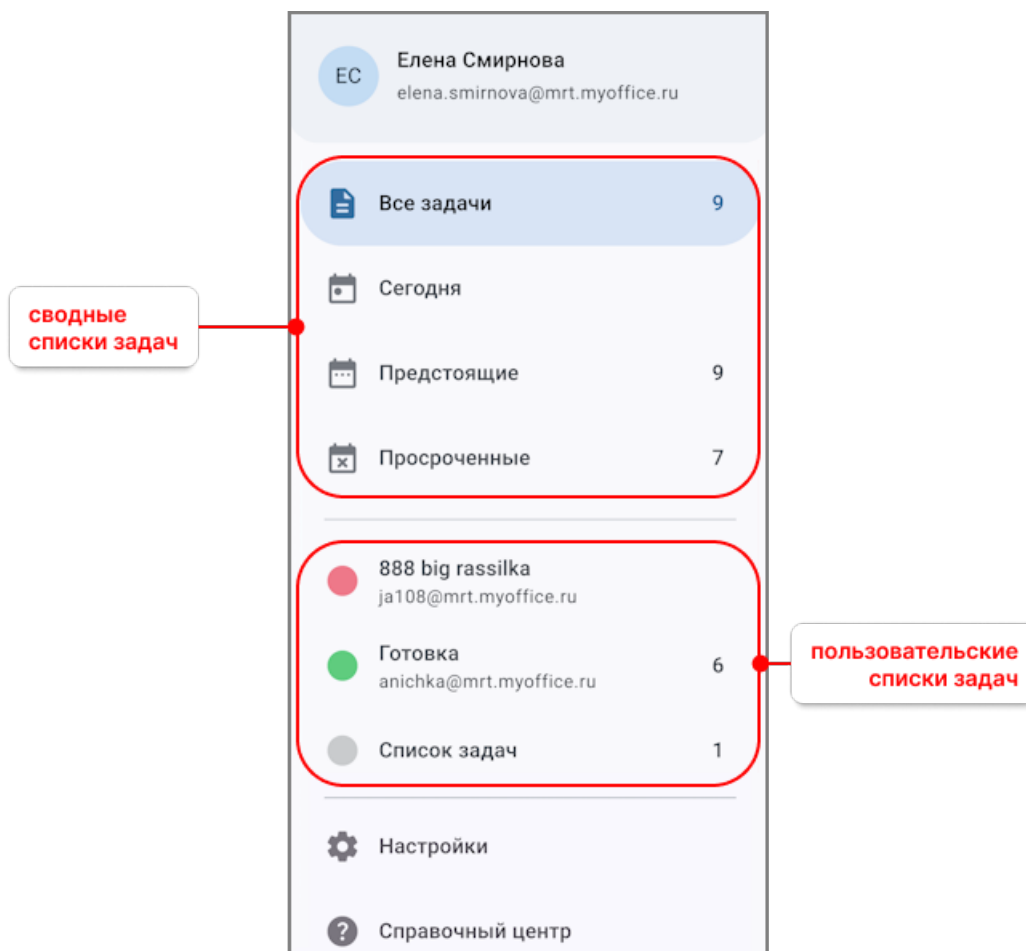 ЕС
Елена Смирнова
elena.smirnova@mrt.myoffice.ru
Все задачи 9
Сегодня
сводные
списки задач
Предстоящие 9
Просроченные 7
888 big rassilka
ja108@mrt.myoffice.ru
Готовка 6
anichka@mrt.myoffice.ru
пользовательские
списки задач
Список задач 1
Настройки
Справочный центр